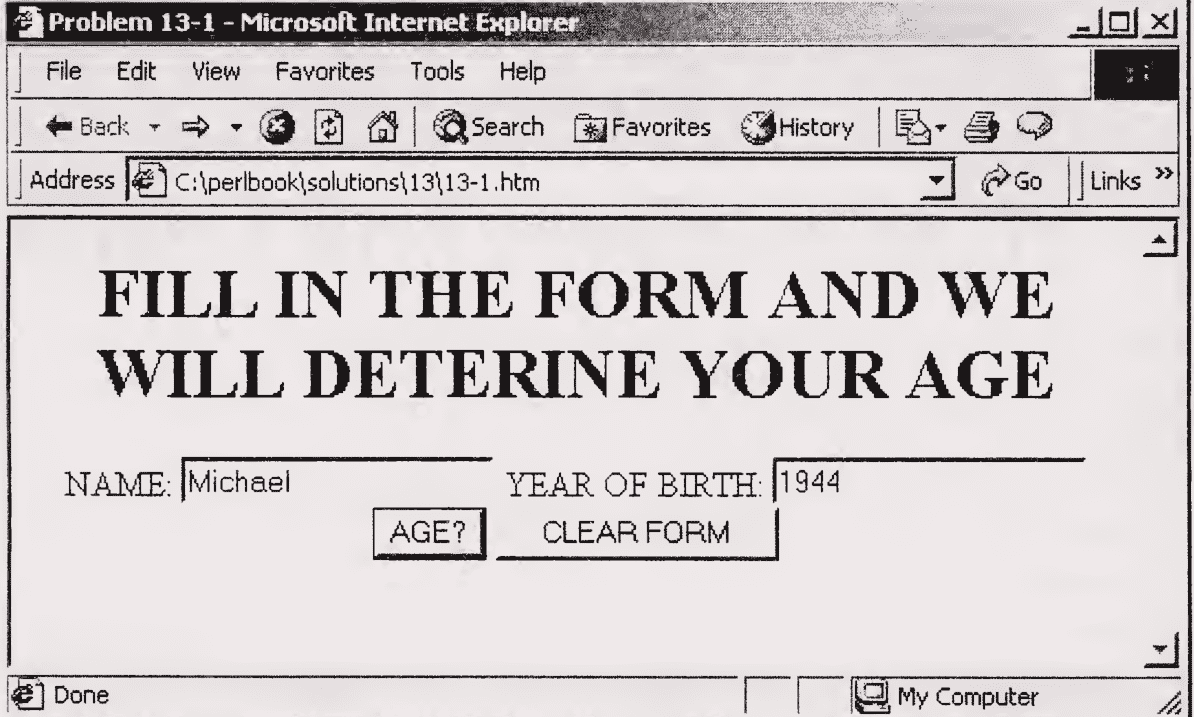 Problem 13-1 - Microsoft Internet Explorer
File Edit View Favorites Tools Help
Back Search Favorites History
Address C:\perlbook\solutions\13\13-1.htm Go Links »
FILL IN THE FORM AND WE
WILL DETERINE YOUR AGE
NAME: Michael YEAR OF BIRTH: 1944
AGE? CLEAR FORM
Done My Computer